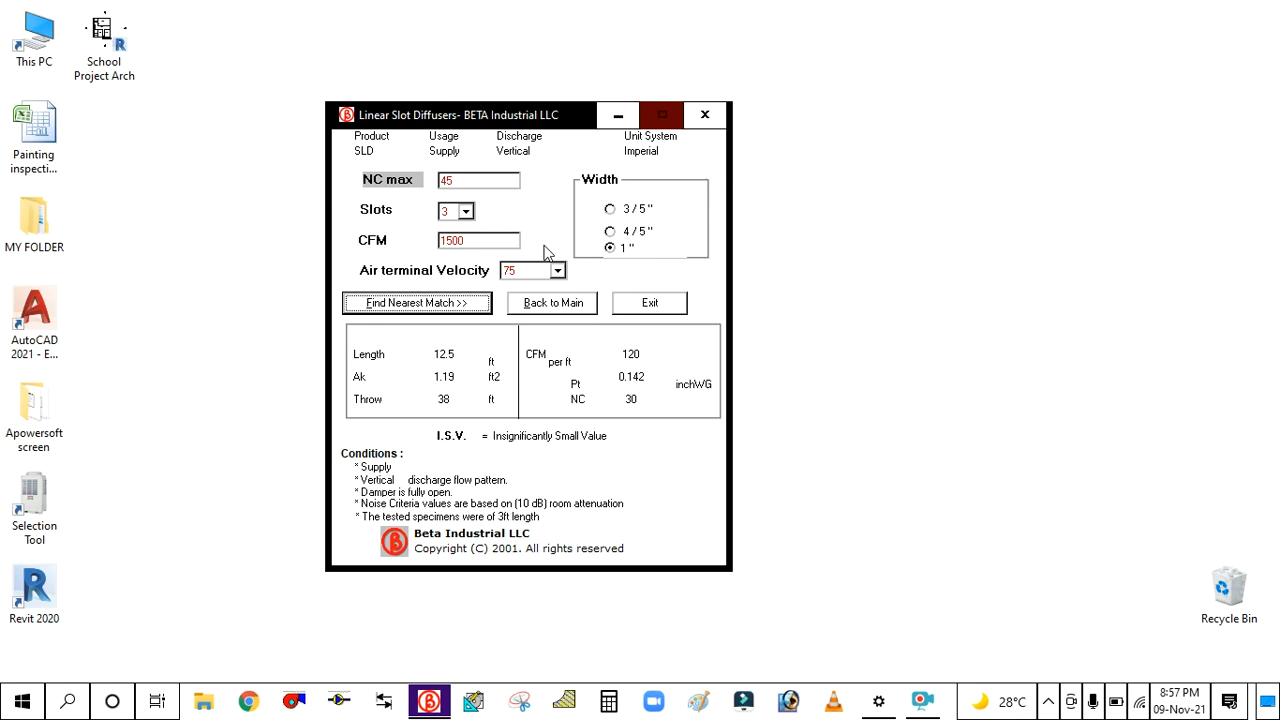 This PC
School
Project Arch
Painting
inspecti...
MY FOLDER
AutoCAD
2021 - E...
Apowersoft
screen
Selection
Tool
Revit 2020
Linear Slot Diffusers- BETA Industrial LLC
Product Usage Discharge Unit System
SLD Supply Vertical Imperial
NC max 45
Slots 3
CFM 1500
Air terminal Velocity 75
Width
3 / 5 "
4 / 5 "
1 "
Find Nearest Match >> Back to Main Exit
Length 12.5 ft CFM per ft 120
Ak 1.19 ft2 Pt 0.142 inchWG
Throw 38 ft NC 30
I.S.V. = Insignificantly Small Value
Conditions :
* Supply
* Vertical discharge flow pattern.
* Damper is fully open.
* Noise Criteria values are based on (10 dB) room attenuation
* The tested specimens were of 3ft length
Beta Industrial LLC
Copyright (C) 2001. All rights reserved
Recycle Bin
28°C
8:57 PM
09-Nov-21